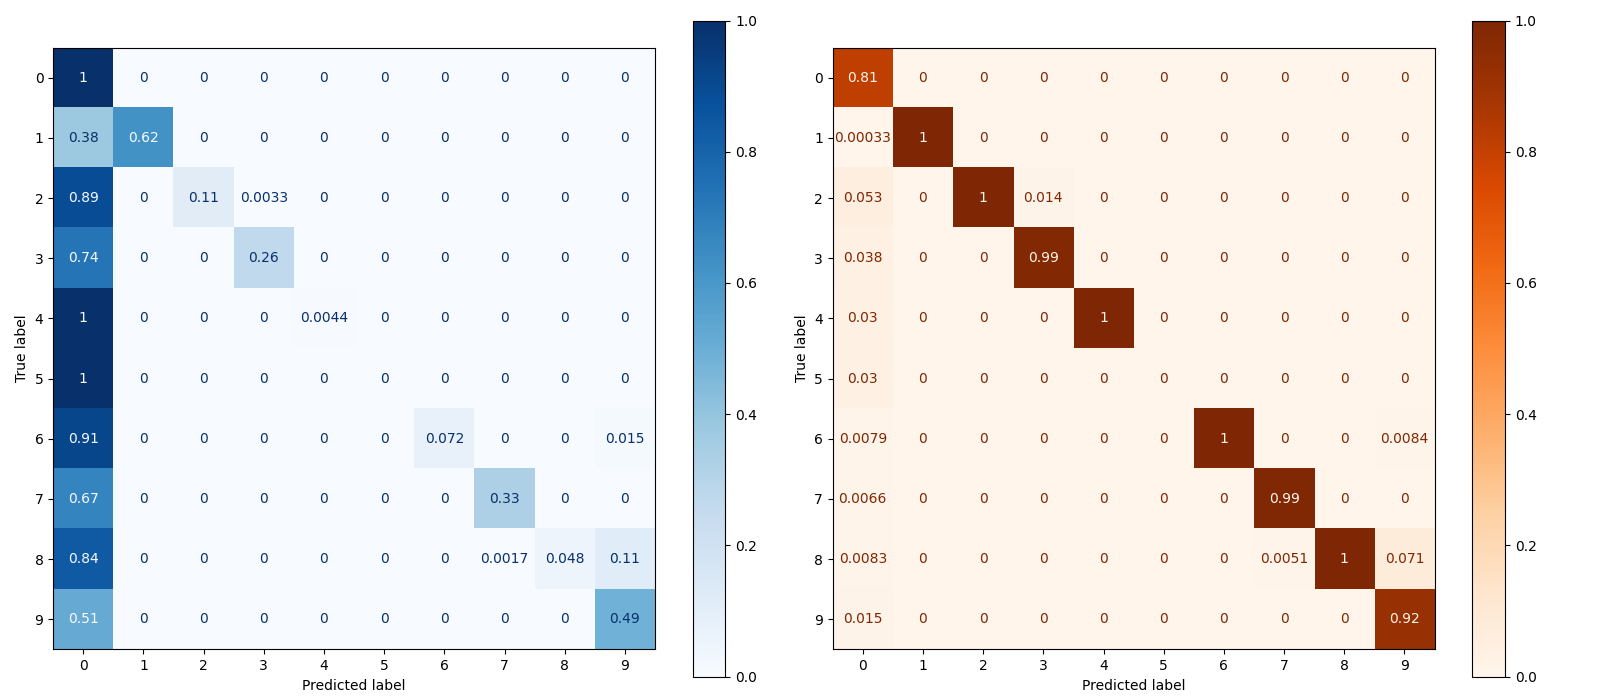 1.0
0 1 0 0 0 0 0 0 0 0 0
1 0.38 0.62 0 0 0 0 0 0 0 0
0.8
2 0.89 0 0.11 0.0033 0 0 0 0 0 0
3 0.74 0 0 0.26 0 0 0 0 0 0
0.6
4 1 0 0 0 0.0044 0 0 0 0 0
True label
5 1 0 0 0 0 0 0 0 0 0
0.4
6 0.91 0 0 0 0 0 0.072 0 0 0.015
7 0.67 0 0 0 0 0 0 0.33 0 0
0.2
8 0.84 0 0 0 0 0 0 0.0017 0.048 0.11
9 0.51 0 0 0 0 0 0 0 0 0.49
0 1 2 3 4 5 6 7 8 9
0.0
Predicted label
1.0
0 0.81 0 0 0 0 0 0 0 0 0
1 0.00033 1 0 0 0 0 0 0 0 0
0.8
2 0.053 0 1 0.014 0 0 0 0 0 0
3 0.038 0 0 0.99 0 0 0 0 0 0
0.6
4 0.03 0 0 0 1 0 0 0 0 0
True label
5 0.03 0 0 0 0 0 0 0 0 0
0.4
6 0.0079 0 0 0 0 0 1 0 0 0.0084
7 0.0066 0 0 0 0 0 0 0.99 0 0
0.2
8 0.0083 0 0 0 0 0 0 0.0051 1 0.071
9 0.015 0 0 0 0 0 0 0 0 0.92
0 1 2 3 4 5 6 7 8 9
0.0
Predicted label